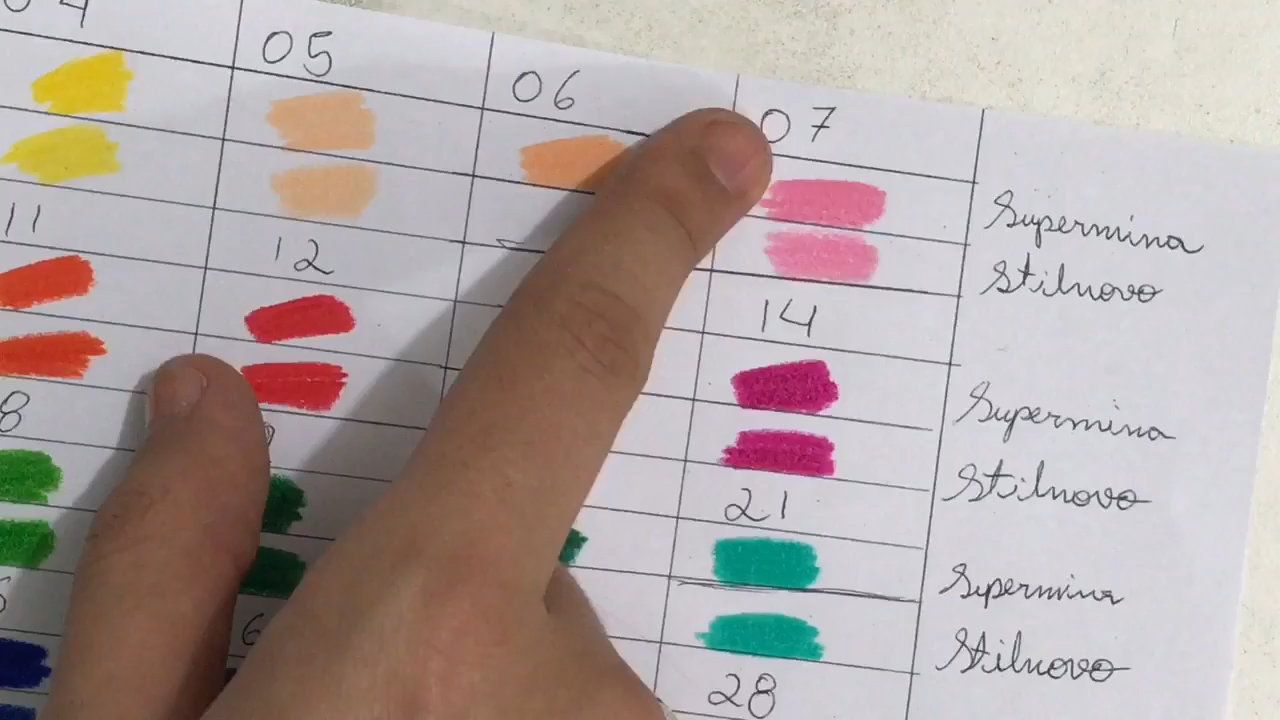 05 06 07
Supermina
Stilnovo
11 12 14
Supermina
Stilnovo
21
Supermina
Stilnovo
28